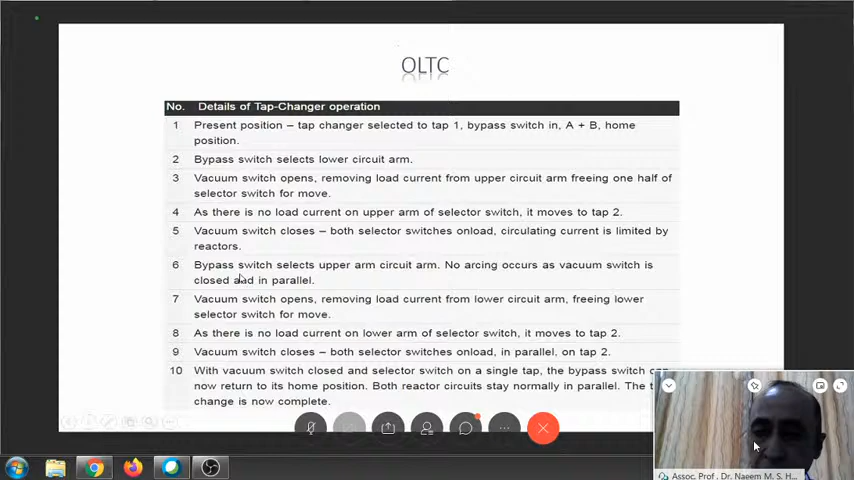 OLTC
No. Details of Tap-Changer operation
1 Present position – tap changer selected to tap 1, bypass switch in, A + B, home
position.
2 Bypass switch selects lower circuit arm.
3 Vacuum switch opens, removing load current from upper circuit arm freeing one half of
selector switch for move.
4 As there is no load current on upper arm of selector switch, it moves to tap 2.
5 Vacuum switch closes – both selector switches onload, circulating current is limited by
reactors.
6 Bypass switch selects upper arm circuit arm. No arcing occurs as vacuum switch is
closed and in parallel.
7 Vacuum switch opens, removing load current from lower circuit arm, freeing lower
selector switch for move.
8 As there is no load current on lower arm of selector switch, it moves to tap 2.
9 Vacuum switch closes – both selector switches onload, in parallel, on tap 2.
10 With vacuum switch closed and selector switch on a single tap, the bypass switch can
now return to its home position. Both reactor circuits stay normally in parallel. The
change is now complete.
Assoc. Prof. Dr. Naeem M. S. H...